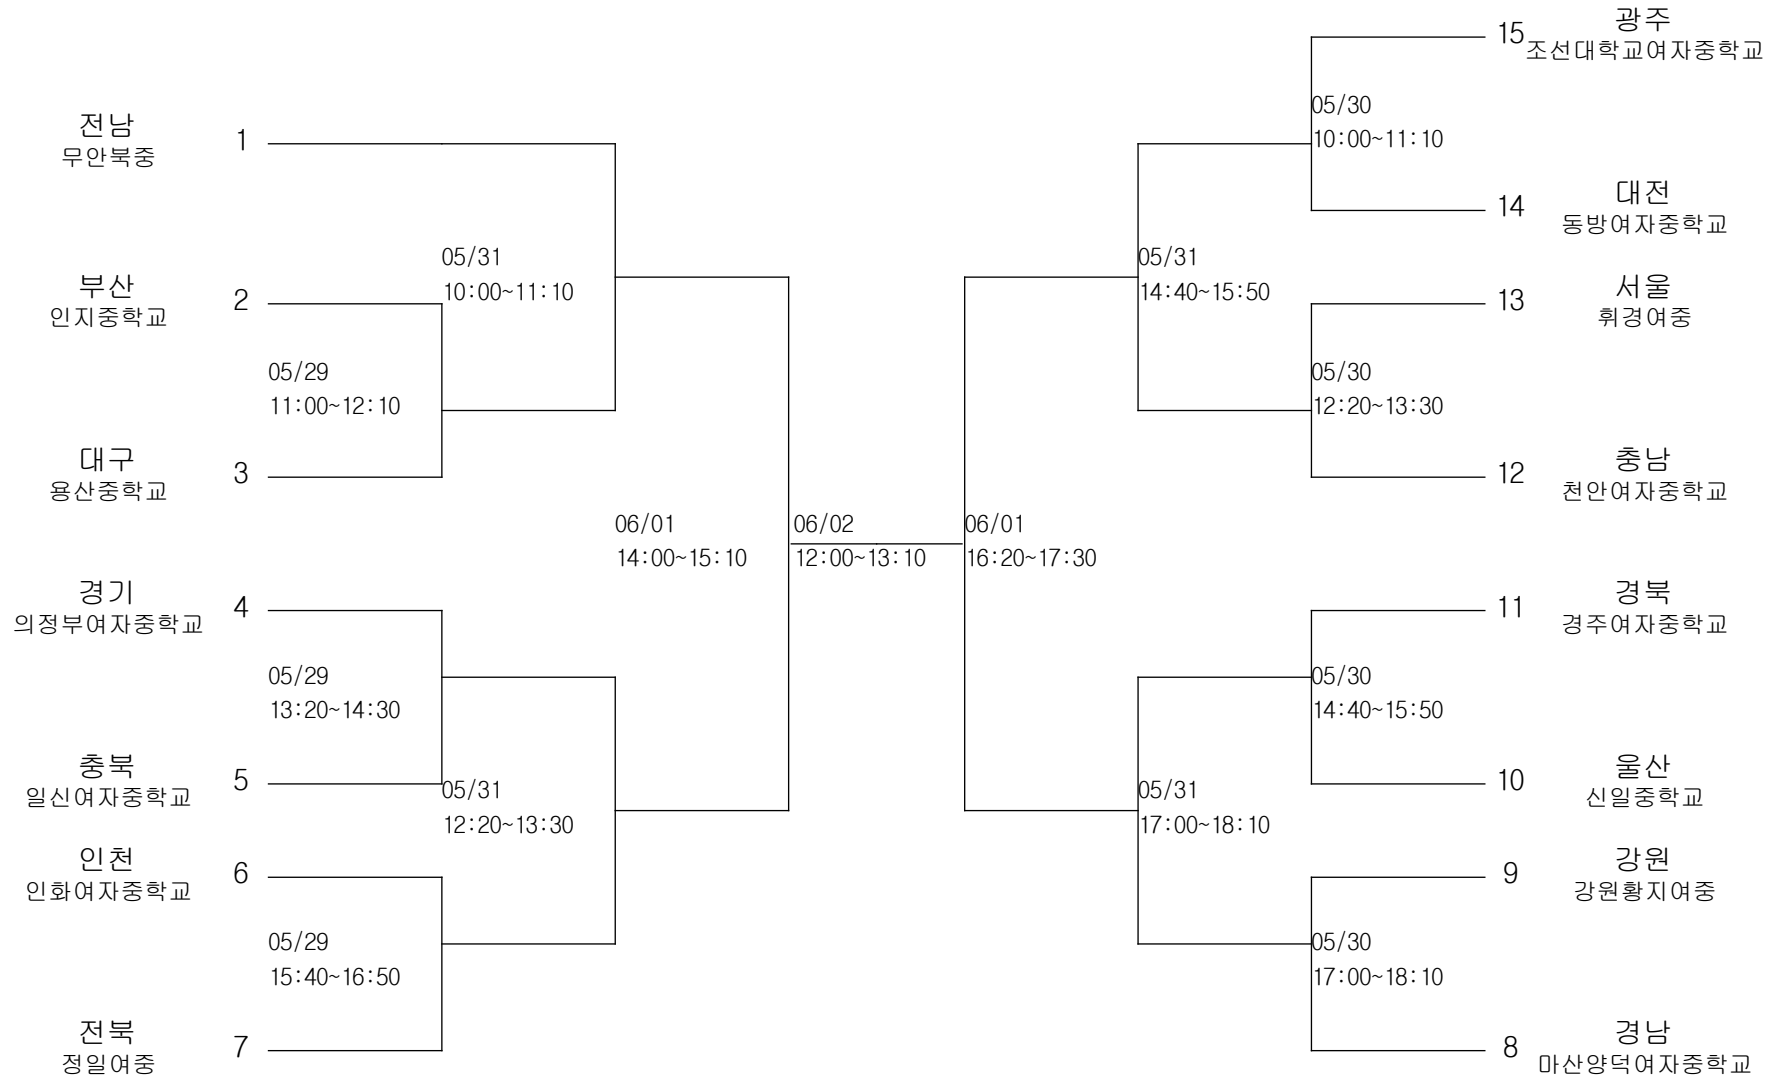 광주
15
조선대학교여자중학교
05/30
10:00~11:10
전남
1
무안북중
대전
14
동방여자중학교
05/31
10:00~11:10
05/31
14:40~15:50
부산
2
인지중학교
서울
13
휘경여중
05/29
11:00~12:10
05/30
12:20~13:30
대구
3
용산중학교
충남
12
천안여자중학교
06/01
14:00~15:10
06/02
12:00~13:10
06/01
16:20~17:30
경기
4
의정부여자중학교
경북
11
경주여자중학교
05/29
13:20~14:30
05/30
14:40~15:50
충북
5
일신여자중학교
05/31
12:20~13:30
05/31
17:00~18:10
울산
10
신일중학교
인천
6
인화여자중학교
강원
9
강원황지여중
05/29
15:40~16:50
05/30
17:00~18:10
전북
7
정일여중
경남
8
마산양덕여자중학교